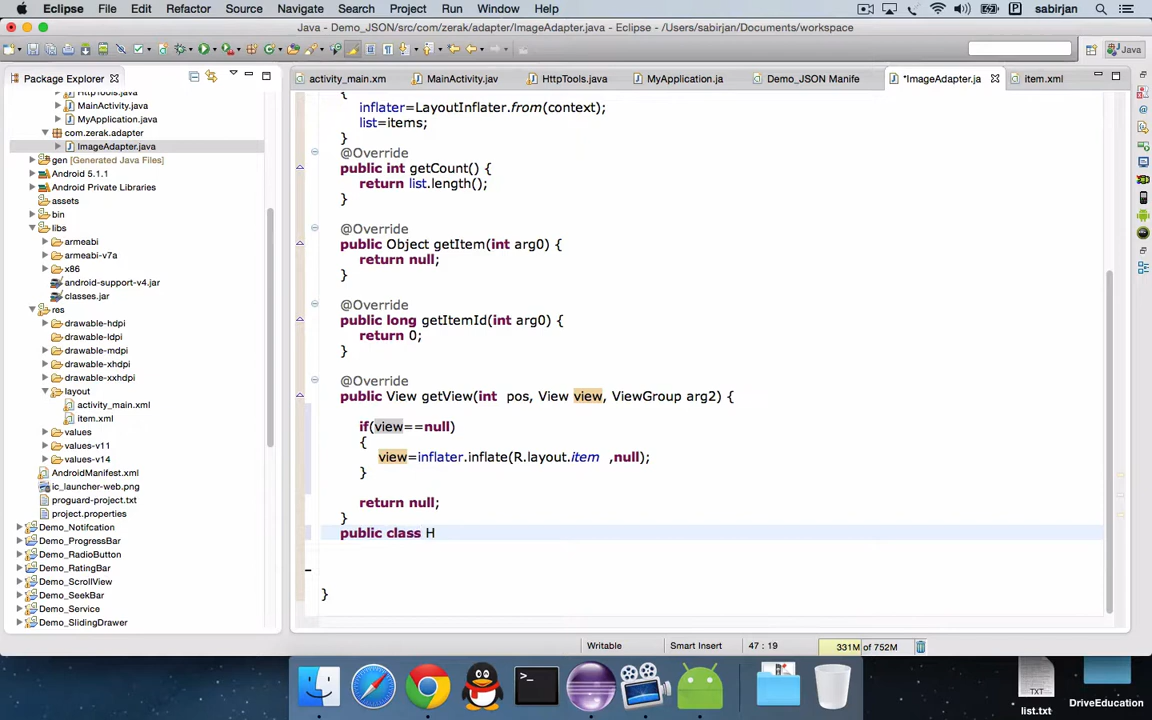 Eclipse File Edit Refactor Source Navigate Search Project Run Window Help sabirjan
Java - Demo_JSON/src/com/zerak/adapter/ImageAdapter.java - Eclipse - /Users/sabirjan/Documents/workspace
Java
Package Explorer
activity_main.xm MainActivity.jav HttpTools.java MyApplication.ja Demo_JSON Manife *ImageAdapter.ja item.xml
HttpTools.java
MainActivity.java
MyApplication.java
com.zerak.adapter
ImageAdapter.java
gen [Generated Java Files]
Android 5.1.1
Android Private Libraries
assets
bin
libs
armeabi
armeabi-v7a
x86
android-support-v4.jar
classes.jar
res
drawable-hdpi
drawable-ldpi
drawable-mdpi
drawable-xhdpi
drawable-xxhdpi
layout
activity_main.xml
item.xml
values
values-v11
values-v14
AndroidManifest.xml
ic_launcher-web.png
proguard-project.txt
project.properties
Demo_Notifcation
Demo_ProgressBar
Demo_RadioButton
Demo_RatingBar
Demo_ScrollView
Demo_SeekBar
Demo_Service
Demo_SlidingDrawer
{
inflater=LayoutInflater.from(context);
list=items;
}
@Override
public int getCount() {
return list.length();
}
@Override
public Object getItem(int arg0) {
return null;
}
@Override
public long getItemId(int arg0) {
return 0;
}
@Override
public View getView(int pos, View view, ViewGroup arg2) {
if(view==null)
{
view=inflater.inflate(R.layout.item ,null);
}
return null;
}
public class H
}
Writable Smart Insert 47 : 19 331M of 752M
TXT
list.txt
DriveEducation